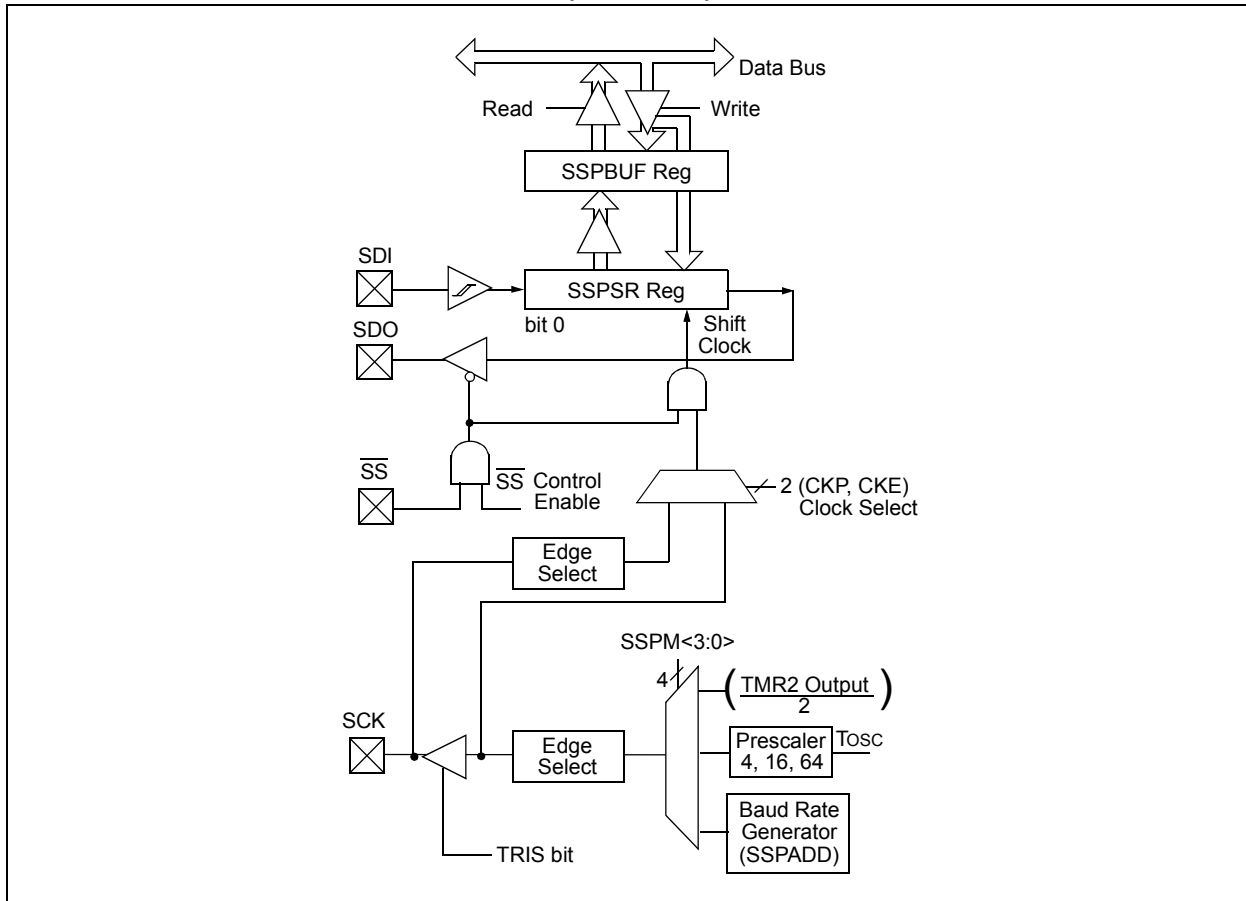 Data Bus
Read
Write
SSPBUF Reg
SDI
SSPSR Reg
bit 0
Shift
Clock
SDO
SS
SS Control
Enable
2 (CKP, CKE)
Clock Select
Edge
Select
SSPM<3:0>
4
( TMR2 Output )
2
SCK
Edge
Select
Prescaler
4, 16, 64
TOSC
Baud Rate
Generator
(SSPADD)
TRIS bit